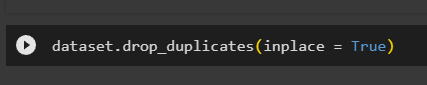 dataset.drop_duplicates(inplace = True)